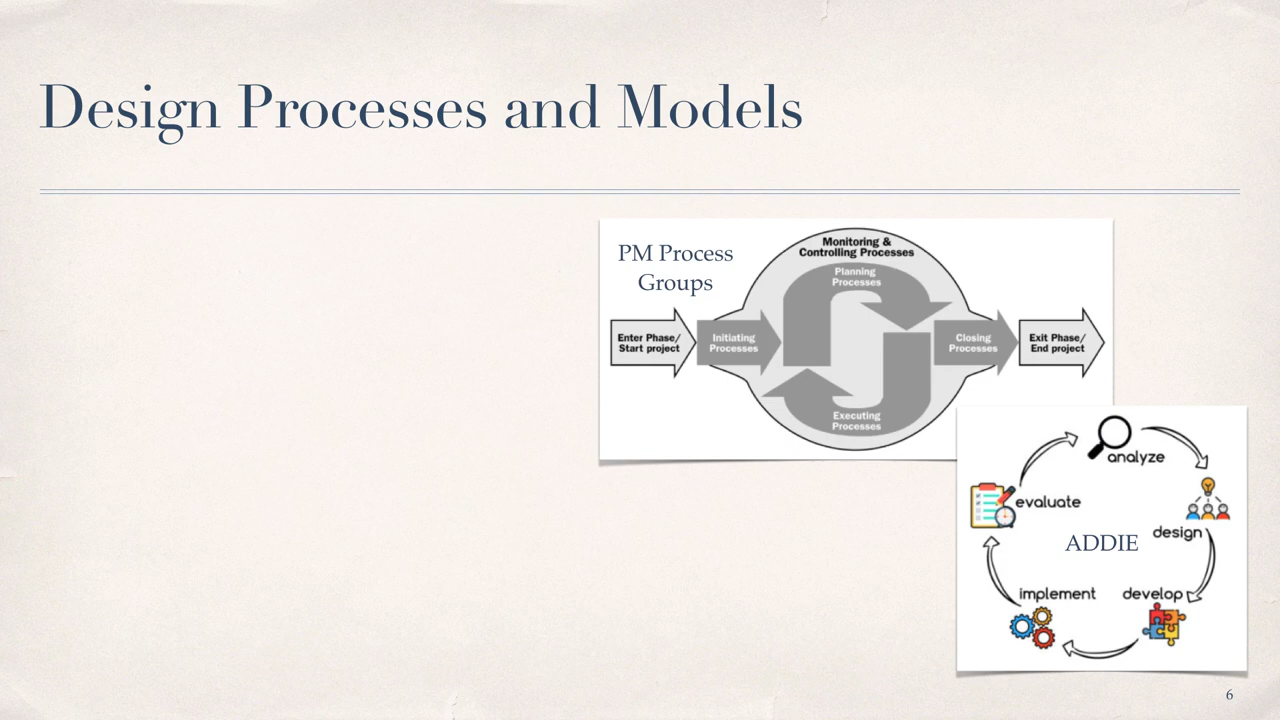 Design Processes and Models
PM Process
Groups
Monitoring &
Controlling Processes
Planning
Processes
Enter Phase/
Start project
Initiating
Processes
Closing
Processes
Exit Phase/
End project
Executing
Processes
analyze
evaluate
design
ADDIE
implement
develop
6